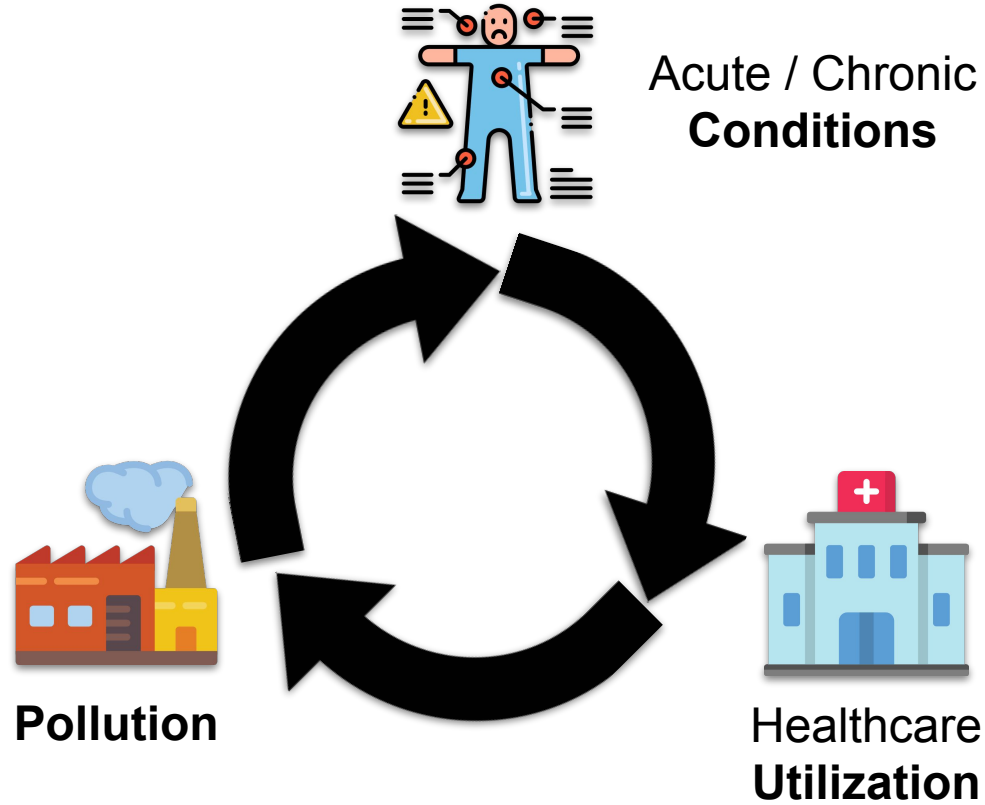 Acute / Chronic
Conditions
Pollution
Healthcare
Utilization